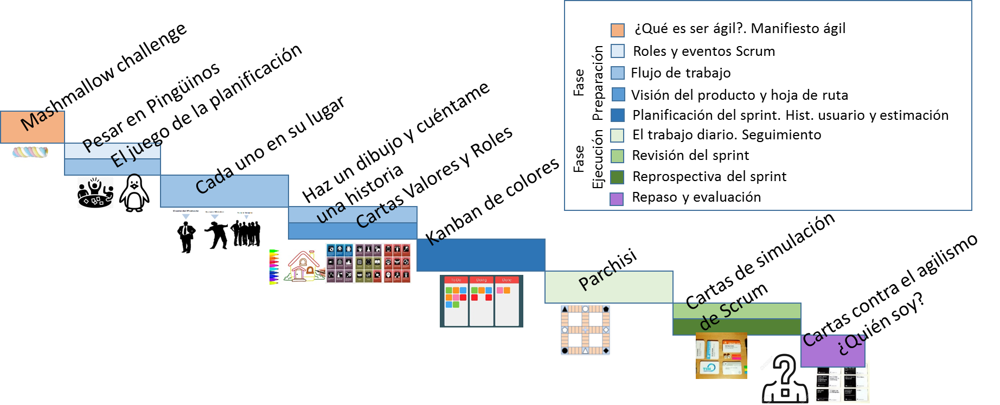 Mashmallow challenge
Pesar en Pingüinos
El juego de la planificación
Cada uno en su lugar
Haz un dibujo y cuéntame
una historia
Cartas Valores y Roles
Kanban de colores
Parchisi
Cartas de simulación
de Scrum
Cartas contra el agilismo
¿Quién soy?
Fase
Preparación
¿Qué es ser ágil?. Manifiesto ágil
Roles y eventos Scrum
Flujo de trabajo
Visión del producto y hoja de ruta
Planificación del sprint. Hist. usuario y estimación
Fase
Ejecución
El trabajo diario. Seguimiento
Revisión del sprint
Reprospectiva del sprint
Repaso y evaluación
Dueno del Producto
To Do
Doing
Done